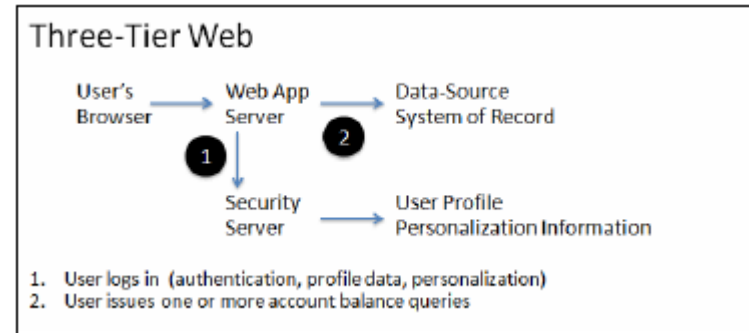 Three-Tier Web
User's Web App Data-Source
Browser Server System of Record
1 2
Security User Profile
Server Personalization Information
1. User logs in (authentication, profile data, personalization)
2. User issues one or more account balance queries